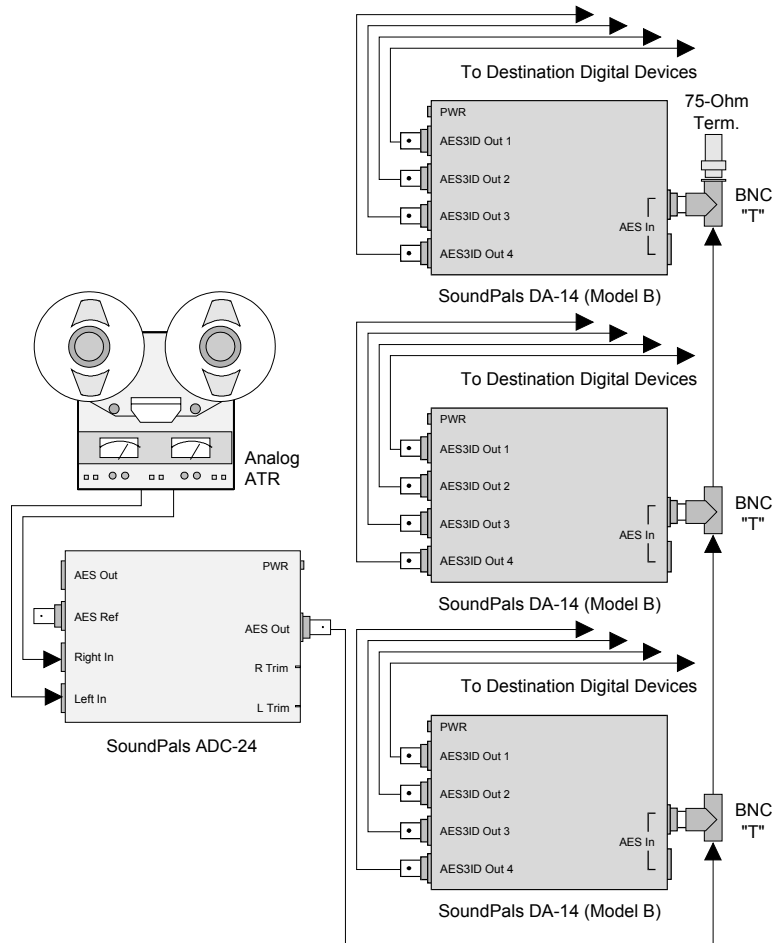 To Destination Digital Devices
75-Ohm
Term.
PWR
AES3ID Out 1
AES3ID Out 2
AES3ID Out 3
AES3ID Out 4
AES In
BNC
"T"
SoundPals DA-14 (Model B)
To Destination Digital Devices
PWR
AES3ID Out 1
AES3ID Out 2
AES3ID Out 3
AES3ID Out 4
AES In
BNC
"T"
SoundPals DA-14 (Model B)
Analog
ATR
AES Out
AES Ref
Right In
Left In
PWR
AES Out
R Trim
L Trim
SoundPals ADC-24
To Destination Digital Devices
PWR
AES3ID Out 1
AES3ID Out 2
AES3ID Out 3
AES3ID Out 4
AES In
BNC
"T"
SoundPals DA-14 (Model B)